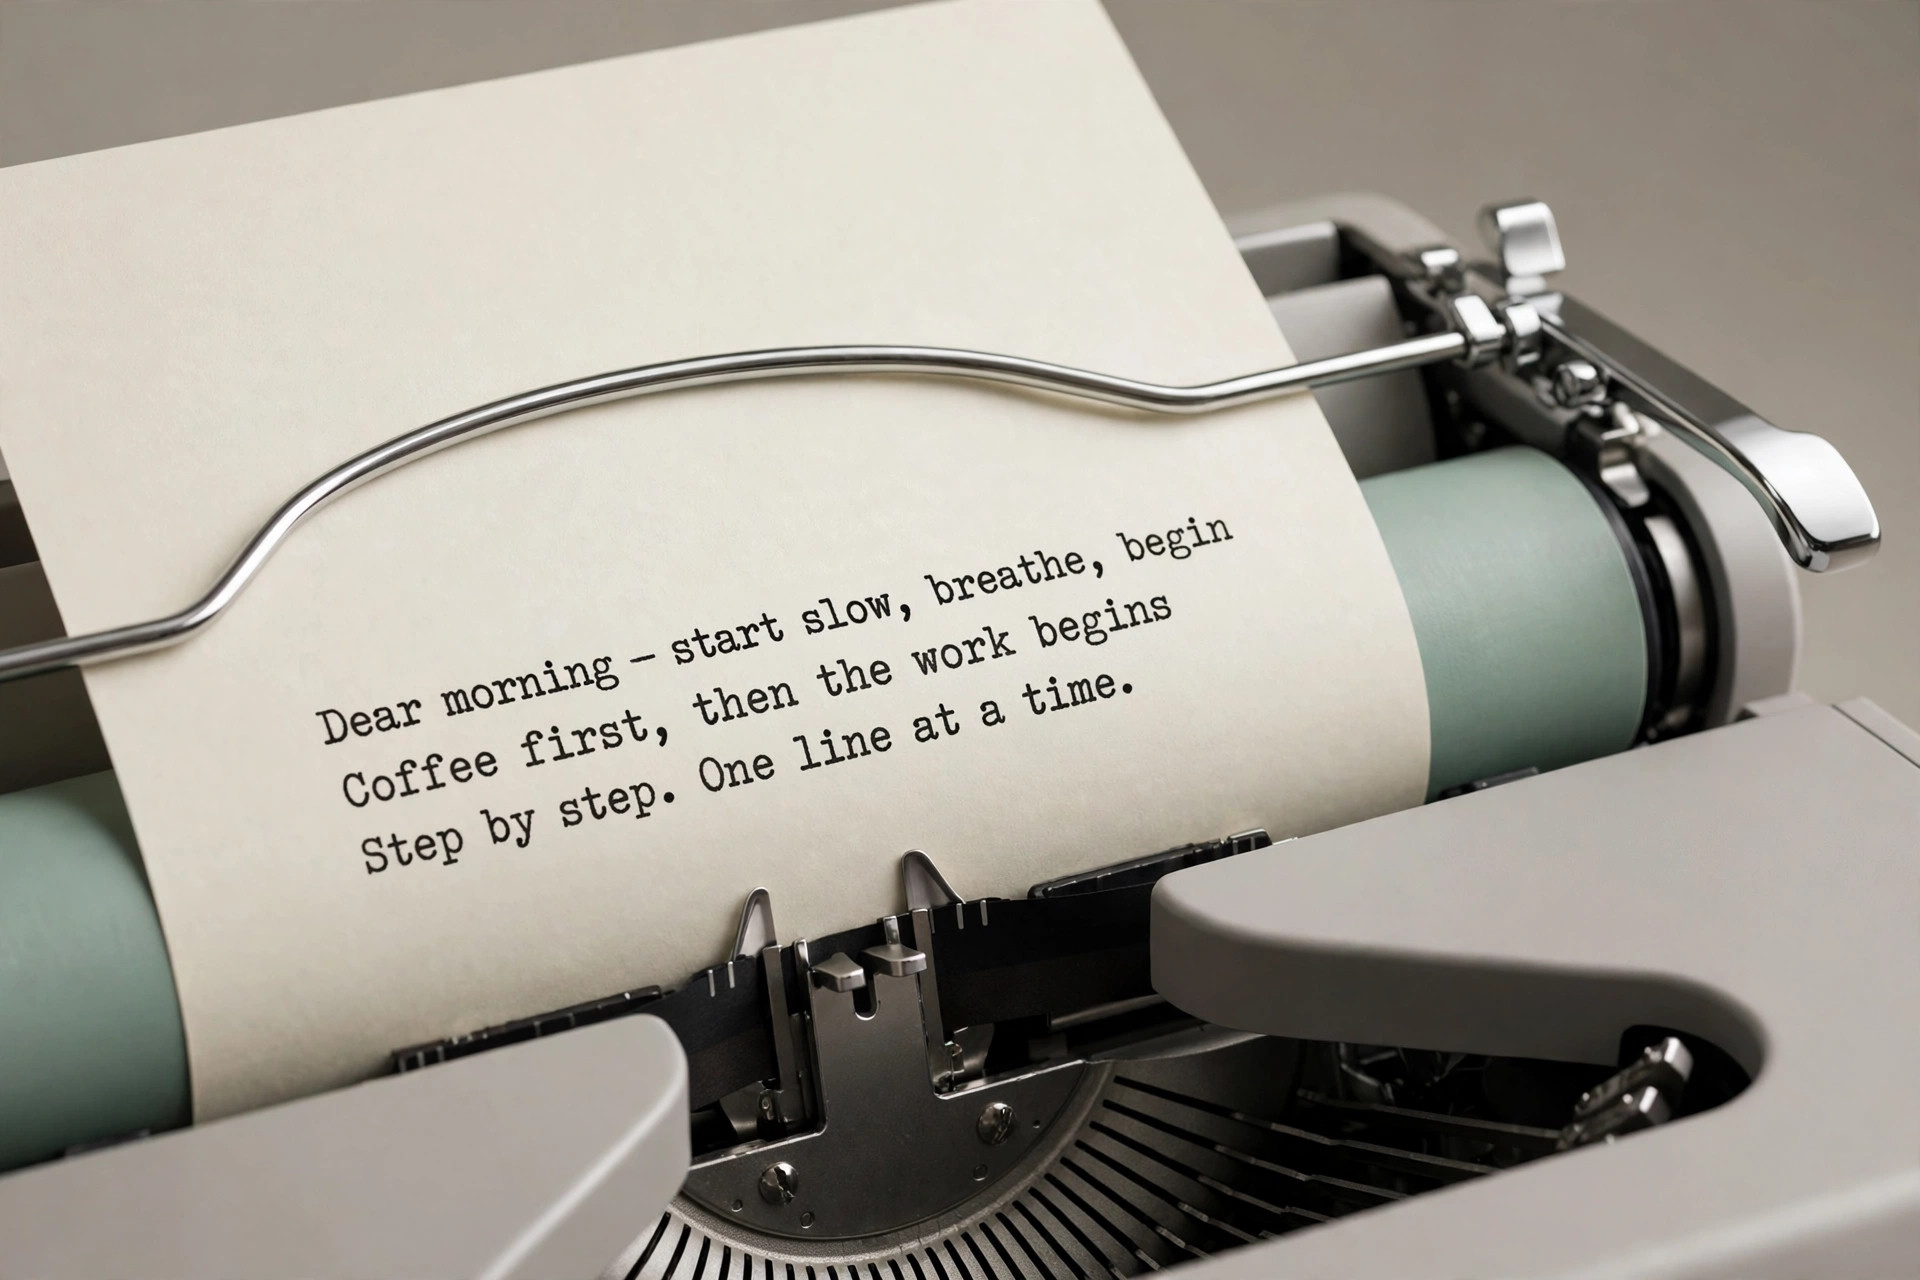 Dear morning – start slow, breathe, begin
Coffee first, then the work begins
Step by step. One line at a time.